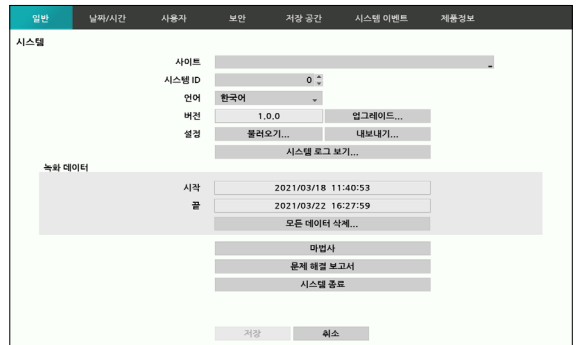 일반 날짜/시간 사용자 보안 저장 공간 시스템 이벤트 제품정보
시스템
사이트
시스템 ID 0
언어 한국어
버전 1.0.0 업그레이드...
설정 불러오기... 내보내기...
시스템 로그 보기...
녹화 데이터
시작 2021/03/18 11:40:53
끝 2021/03/22 16:27:59
모든 데이터 삭제...
마법사
문제 해결 보고서
시스템 종료
저장 취소